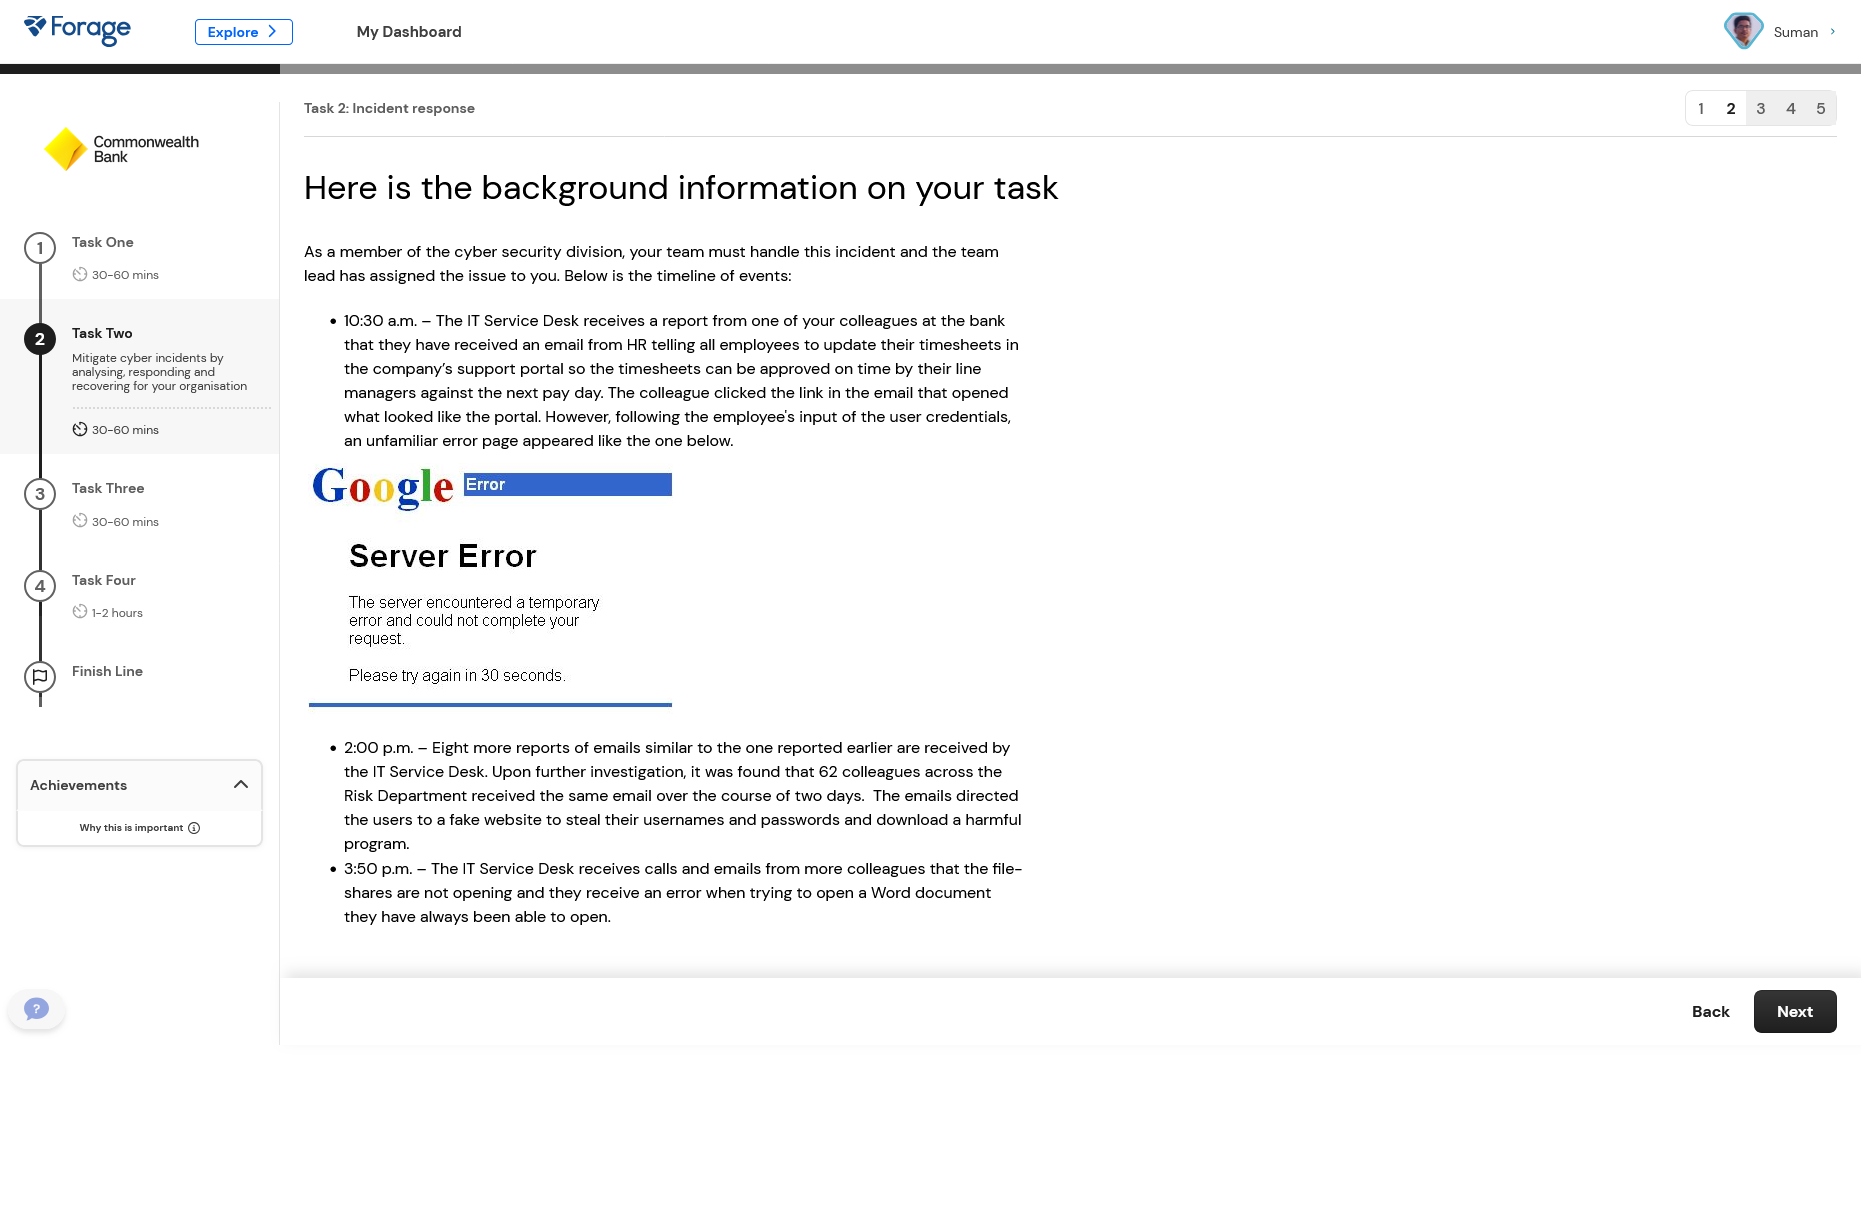 Forage
Explore
My Dashboard
Suman
Commonwealth
Bank
1
Task One
30-60 mins
2
Task Two
Mitigate cyber incidents by
analysing, responding and
recovering for your organisation
30-60 mins
3
Task Three
30-60 mins
4
Task Four
1-2 hours
Finish Line
Achievements
Why this is important
Task 2: Incident response
1 2 3 4 5
Here is the background information on your task
As a member of the cyber security division, your team must handle this incident and the team
lead has assigned the issue to you. Below is the timeline of events:
• 10:30 a.m. – The IT Service Desk receives a report from one of your colleagues at the bank
that they have received an email from HR telling all employees to update their timesheets in
the company’s support portal so the timesheets can be approved on time by their line
managers against the next pay day. The colleague clicked the link in the email that opened
what looked like the portal. However, following the employee's input of the user credentials,
an unfamiliar error page appeared like the one below.
Google Error
Server Error
The server encountered a temporary
error and could not complete your
request.
Please try again in 30 seconds.
• 2:00 p.m. – Eight more reports of emails similar to the one reported earlier are received by
the IT Service Desk. Upon further investigation, it was found that 62 colleagues across the
Risk Department received the same email over the course of two days.  The emails directed
the users to a fake website to steal their usernames and passwords and download a harmful
program.
• 3:50 p.m. – The IT Service Desk receives calls and emails from more colleagues that the file-
shares are not opening and they receive an error when trying to open a Word document
they have always been able to open.
?
Back
Next